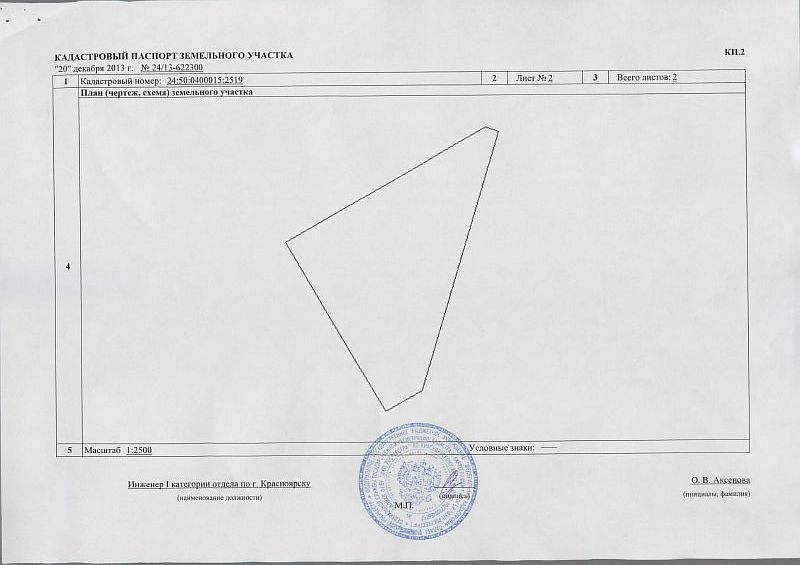 КП.2
КАДАСТРОВЫЙ ПАСПОРТ ЗЕМЕЛЬНОГО УЧАСТКА
"20" декабря 2013 г. № 24/13-622300
1 Кадастровый номер: 24:50:0400015:2519 2 Лист № 2 3 Всего листов: 2
План (чертеж, схема) земельного участка
4
5 Масштаб 1:2500 Условные знаки: ——
Инженер I категории отдела по г. Красноярску О. В. Аксенова
(наименование должности) (подпись) (инициалы, фамилия)
М.П.